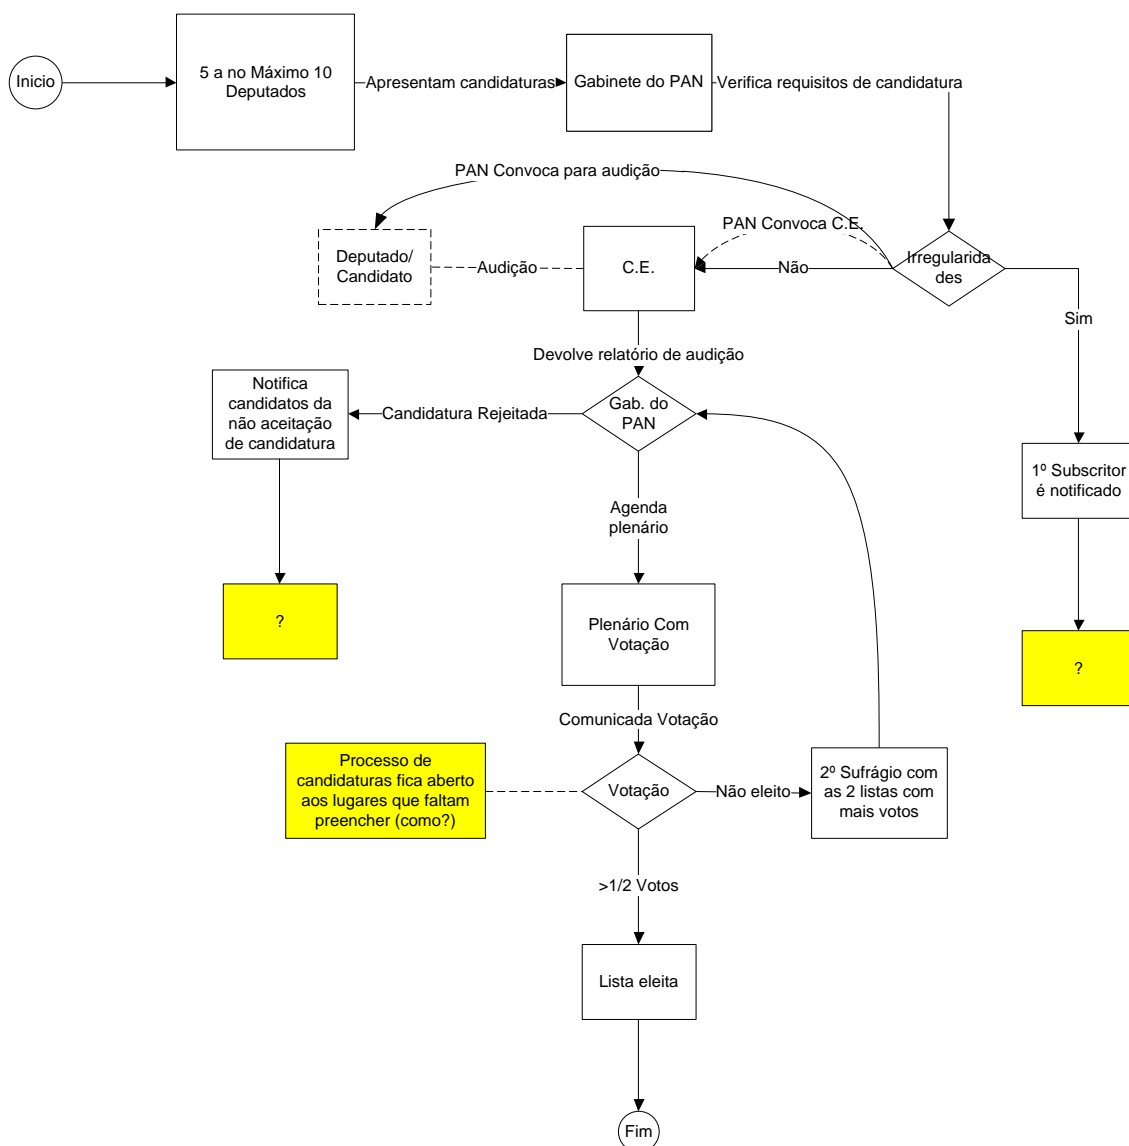 Inicio
5 a no Máximo 10
Deputados
Apresentam candidaturas
Gabinete do PAN
Verifica requisitos de candidatura
PAN Convoca para audição
PAN Convoca C.E.
Deputado/
Candidato
Audição
C.E.
Não
Irregularida
des
Sim
Devolve relatório de audição
Notifica
candidatos da
não aceitação
de candidatura
Candidatura Rejeitada
Gab. do
PAN
1º Subscritor
é notificado
Agenda
plenário
?
Plenário Com
Votação
?
Comunicada Votação
Processo de
candidaturas fica aberto
aos lugares que faltam
preencher (como?)
Votação
Não eleito
2º Sufrágio com
as 2 listas com
mais votos
>1/2 Votos
Lista eleita
Fim